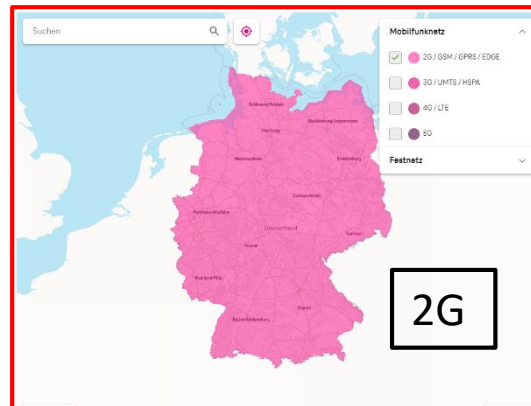 Suchen
Mobilfunknetz
2G / GSM / GPRS / EDGE
3G / UMTS / HSPA
4G / LTE
5G
Festnetz
Schleswig-Holstein
Mecklenburg-Vorpommern
Hamburg
Niedersachsen
Brandenburg
Sachsen-Anhalt
Nordrhein-Westfalen
Deutschland
Sachsen
Hessen
Rheinland-Pfalz
Bayern
Baden-Württemberg
2G